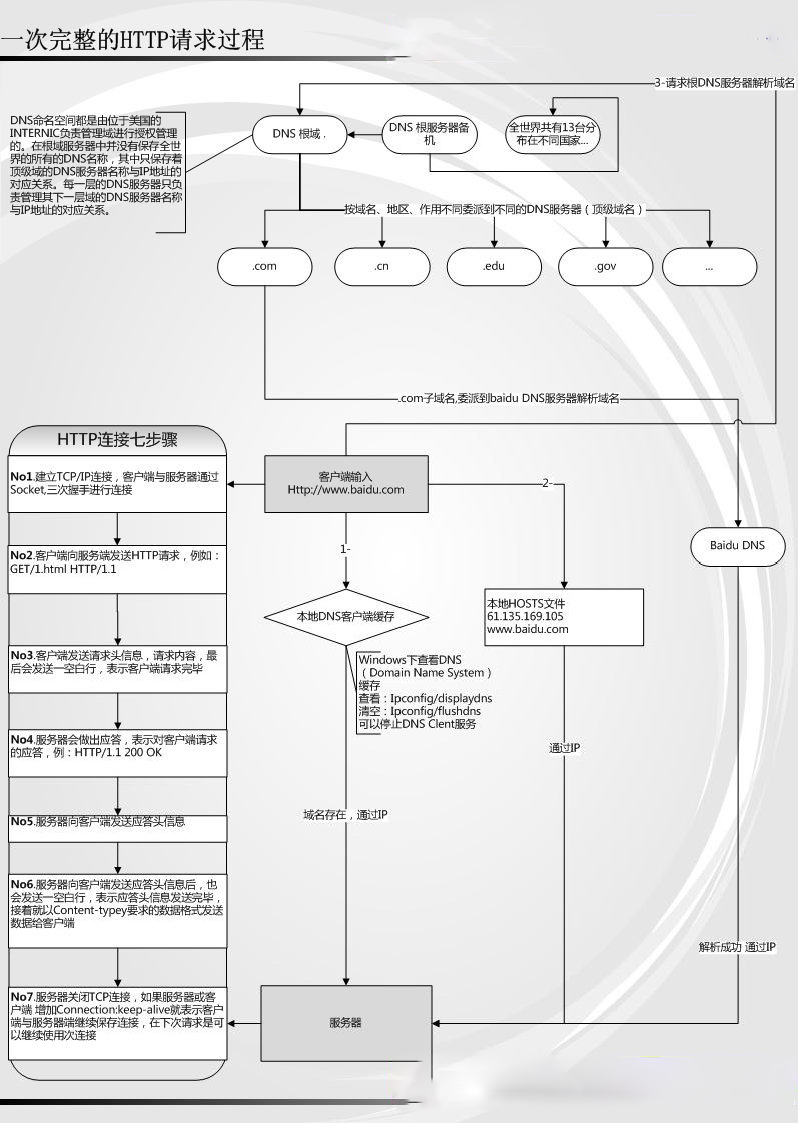 一次完整的HTTP请求过程
3-请求根DNS服务器解析域名
DNS命名空间都是由位于美国的
INTERNIC负责管理域进行授权管理
的。在根域服务器中并没有保存全世
界的所有的DNS名称，其中只保存着
顶级域的DNS服务器名称与IP地址的
对应关系。每一层的DNS服务器只负
责管理其下一层域的DNS服务器名称
与IP地址的对应关系。
DNS 根域 .
DNS 根服务器备
机
全世界共有13台分
布在不同国家...
按域名、地区、作用不同委派到不同的DNS服务器（顶级域名）
.com
.cn
.edu
.gov
...
.com子域名,委派到baidu DNS服务器解析域名
HTTP连接七步骤
No1.建立TCP/IP连接，客户端与服务器通过
Socket,三次握手进行连接
客户端输入
Http://www.baidu.com
2-
1-
Baidu DNS
No2.客户端向服务端发送HTTP请求，例如：
GET/1.html HTTP/1.1
本地DNS客户端缓存
本地HOSTS文件
61.135.169.105
www.baidu.com
No3.客户端发送请求头信息，请求内容，最
后会发送一空白行，表示客户端请求完毕
Windows下查看DNS
（Domain Name System）
缓存
查看：Ipconfig/displaydns
清空：Ipconfig/flushdns
可以停止DNS Clent服务
No4.服务器会做出应答，表示对客户端请求
的应答，例：HTTP/1.1 200 OK
通过IP
No5.服务器向客户端发送应答头信息
域名存在，通过IP
No6.服务器向客户端发送应答头信息后，也
会发送一空白行，表示应答头信息发送完毕，
接着就以Content-typey要求的数据格式发送
数据给客户端
解析成功 通过IP
No7.服务器关闭TCP连接，如果服务器或客
户端 增加Connection:keep-alive就表示客户
端与服务器端继续保存连接，在下次请求是可
以继续使用次连接
服务器